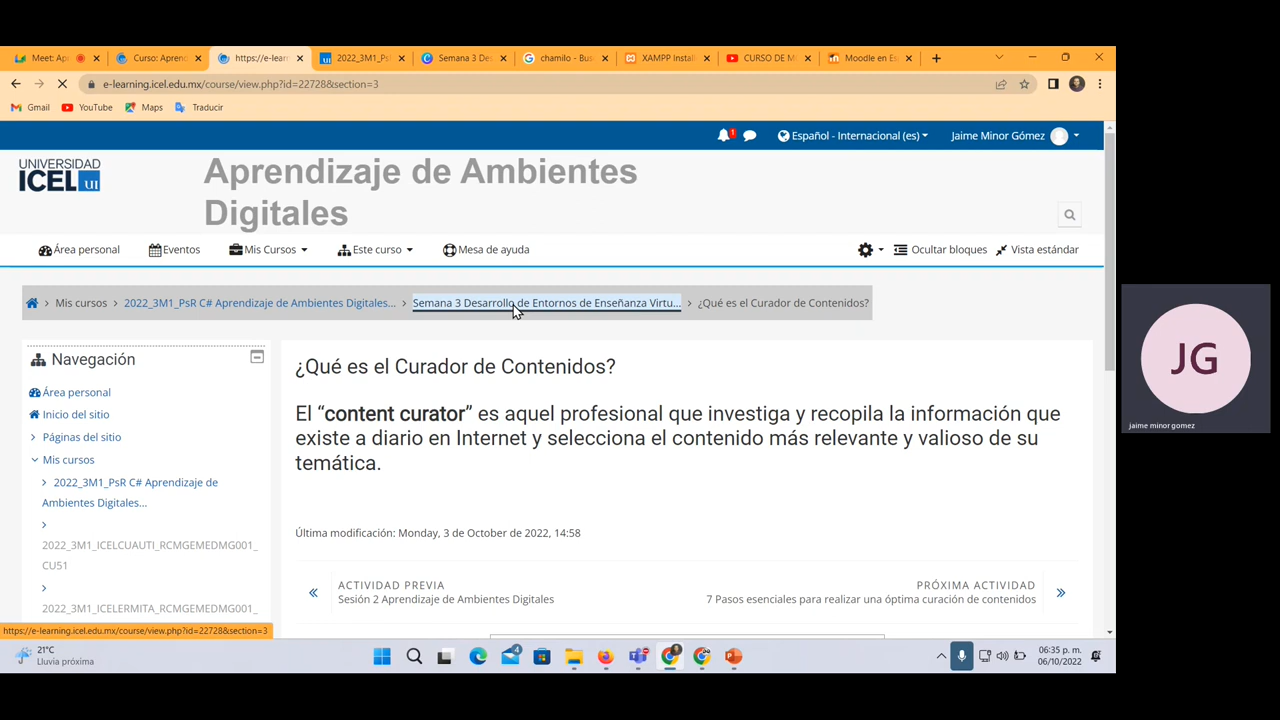 Meet: Ap
Curso: Apren
https://e-lear
2022_3M1_Ps
Semana 3 Des
chamilo - Bus
XAMPP Install
CURSO DE M
Moodle en Es
e-learning.icel.edu.mx/course/view.php?id=22728&section=3
Gmail YouTube Maps Traducir
1 Español - Internacional (es) Jaime Minor Gómez
UNIVERSIDAD
ICEL UI
Aprendizaje de Ambientes
Digitales
Área personal Eventos Mis Cursos Este curso Mesa de ayuda Ocultar bloques Vista estándar
Mis cursos > 2022_3M1_PsR C# Aprendizaje de Ambientes Digitales... > Semana 3 Desarrollo de Entornos de Enseñanza Virtu... > ¿Qué es el Curador de Contenidos?
Navegación
Área personal
Inicio del sitio
Páginas del sitio
Mis cursos
2022_3M1_PsR C# Aprendizaje de
Ambientes Digitales...
2022_3M1_ICELCUAUTI_RCMGEMEDMG001_
CU51
2022_3M1_ICELERMITA_RCMGEMEDMG001_
¿Qué es el Curador de Contenidos?
El “content curator” es aquel profesional que investiga y recopila la información que
existe a diario en Internet y selecciona el contenido más relevante y valioso de su
temática.
Última modificación: Monday, 3 de October de 2022, 14:58
ACTIVIDAD PREVIA
Sesión 2 Aprendizaje de Ambientes Digitales
PRÓXIMA ACTIVIDAD
7 Pasos esenciales para realizar una óptima curación de contenidos
https://e-learning.icel.edu.mx/course/view.php?id=22728&section=3
21°C
Lluvia próxima
4
06:35 p. m.
06/10/2022
JG
jaime minor gomez